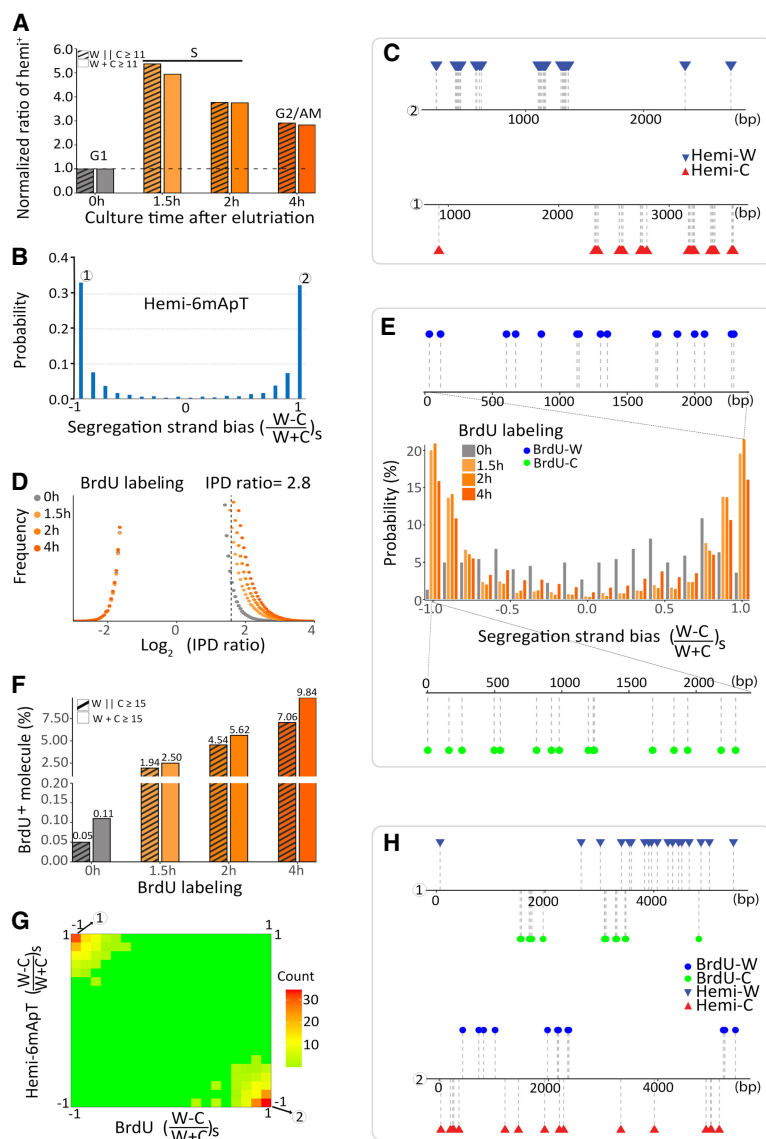 A
Normalized ratio of hemi⁺
6.0
5.0
4.0
3.0
2.0
1.0
0.0
W || C ≥ 11
W + C ≥ 11
S
G1
G2/AM
0h
1.5h
2h
4h
Culture time after elutriation
B
Probability
0.4
0.3
0.2
0.1
0.0
1
2
Hemi-6mApT
-1
0
1
Segregation strand bias (W-C/W+C)s
C
2
1000
2000
(bp)
Hemi-W
Hemi-C
1
1000
2000
3000
(bp)
D
BrdU labeling
IPD ratio= 2.8
0h
1.5h
2h
4h
Frequency
-2
0
2
4
Log₂ (IPD ratio)
E
0
500
1000
1500
2000
(bp)
BrdU labeling
0h
1.5h
2h
4h
BrdU-W
BrdU-C
Probability (%)
20
15
10
5
0
-1.0
-0.5
0.0
0.5
1.0
Segregation strand bias (W-C/W+C)s
0
500
1000
1500
2000
(bp)
F
BrdU⁺ molecule (%)
W || C ≥ 15
W + C ≥ 15
7.50
5.00
2.50
0.20
0.15
0.10
0.05
0.00
0.05
0.11
1.94
2.50
4.54
5.62
7.06
9.84
0h
1.5h
2h
4h
BrdU labeling
G
-1
1
1
1
Hemi-6mApT (W-C/W+C)s
Count
30
20
10
-1
-1
-1
1
2
BrdU (W-C/W+C)s
H
1
0
2000
4000
(bp)
BrdU-W
BrdU-C
Hemi-W
Hemi-C
2
0
2000
4000
(bp)